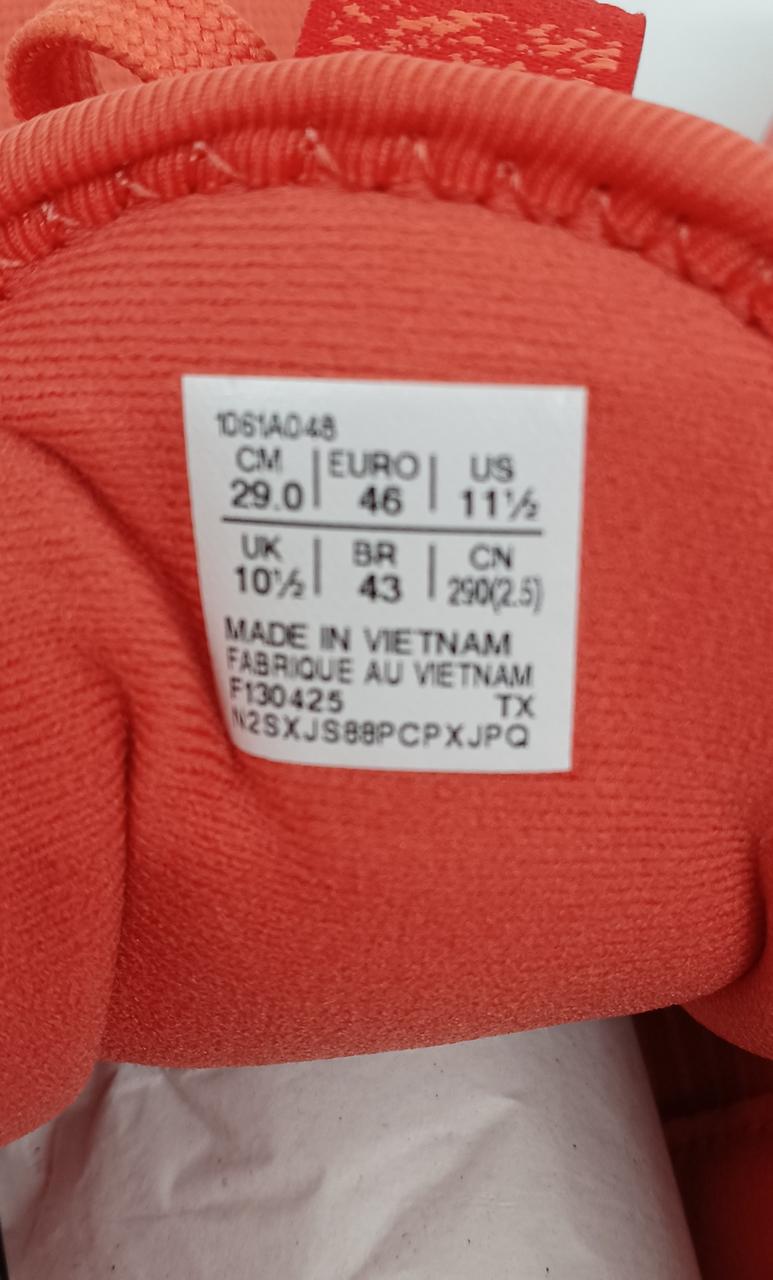 1061A048
CM | EURO | US
29.0 | 46 | 11½
UK | BR | CN
10½ | 43 | 290(2.5)
MADE IN VIETNAM
FABRIQUE AU VIETNAM
F130425 TX
N2SXJS88PCPXJPQ